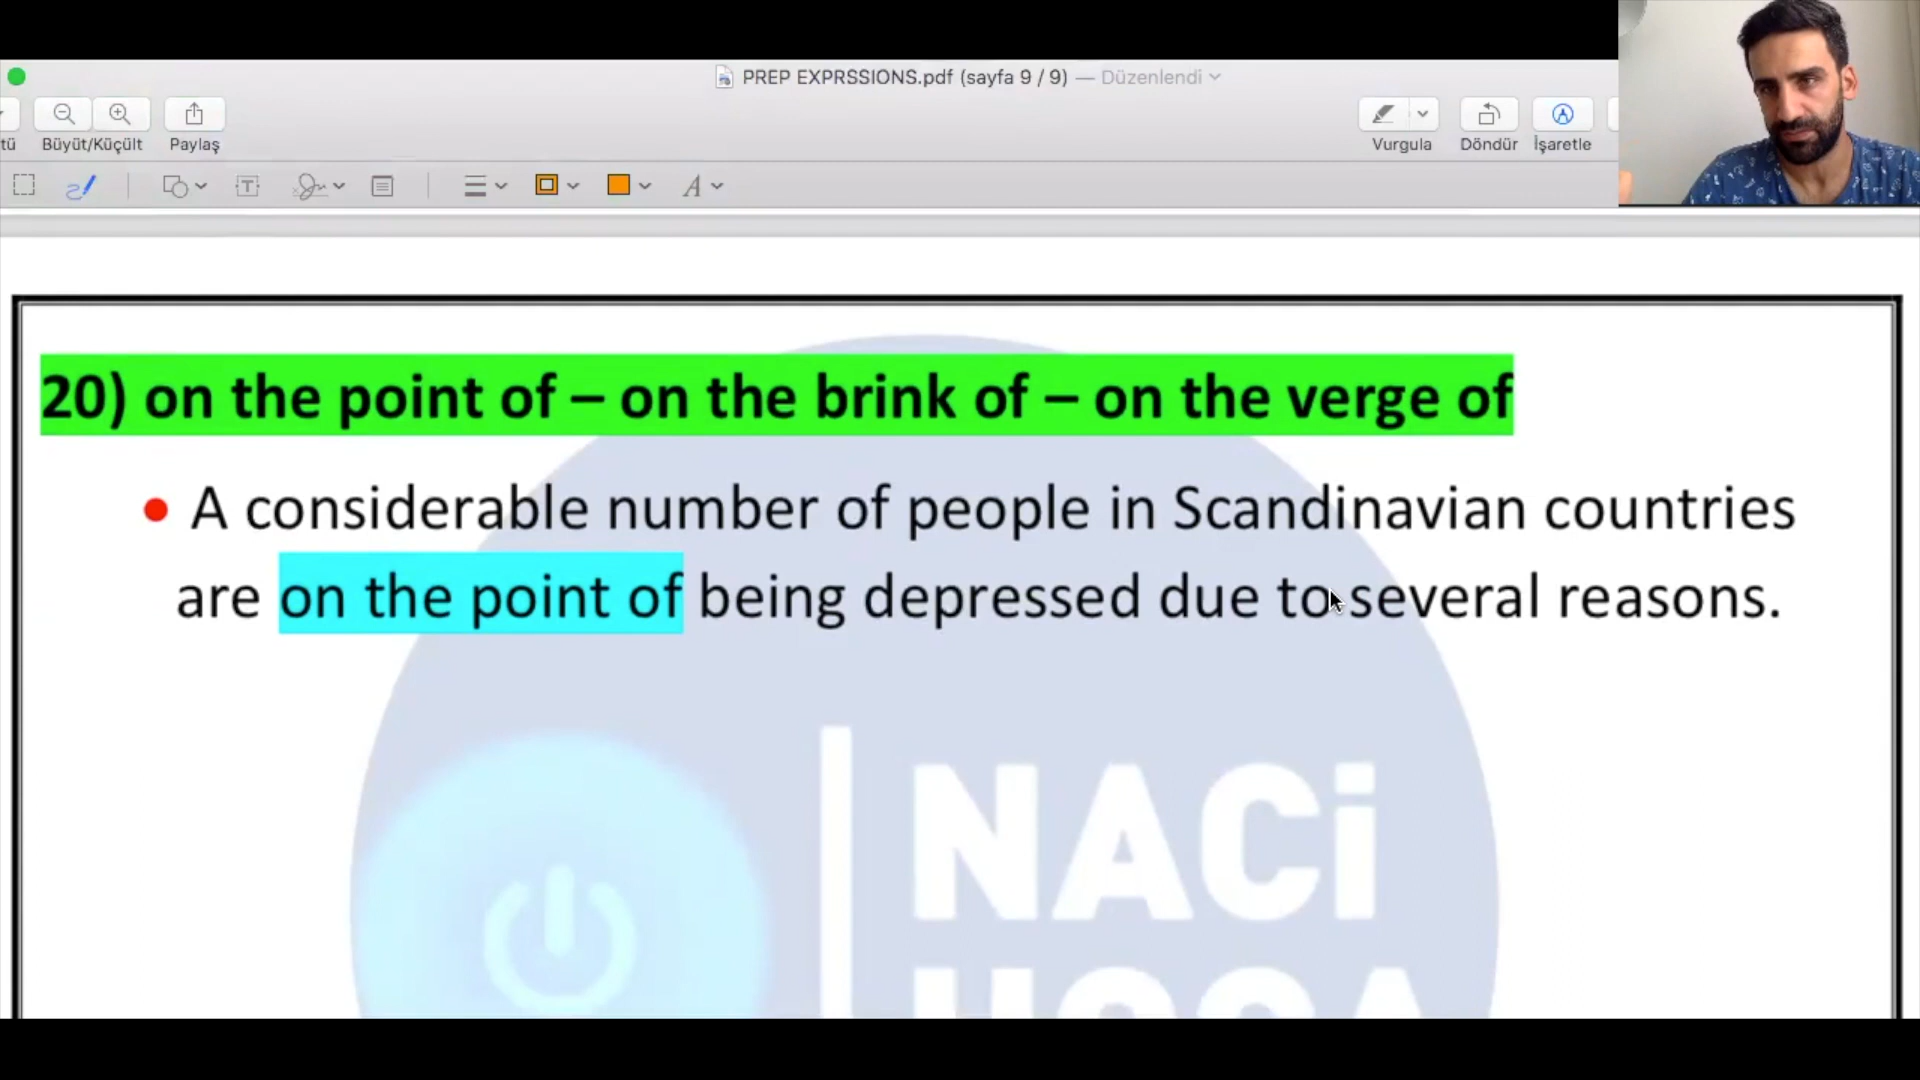 PREP EXPRSSIONS.pdf (sayfa 9 / 9) — Düzenlendi
tü
Büyüt/Küçült
Paylaş
Vurgula
Döndür
İşaretle
20) on the point of – on the brink of – on the verge of
• A considerable number of people in Scandinavian countries
are on the point of being depressed due to several reasons.
NACi
HOCA